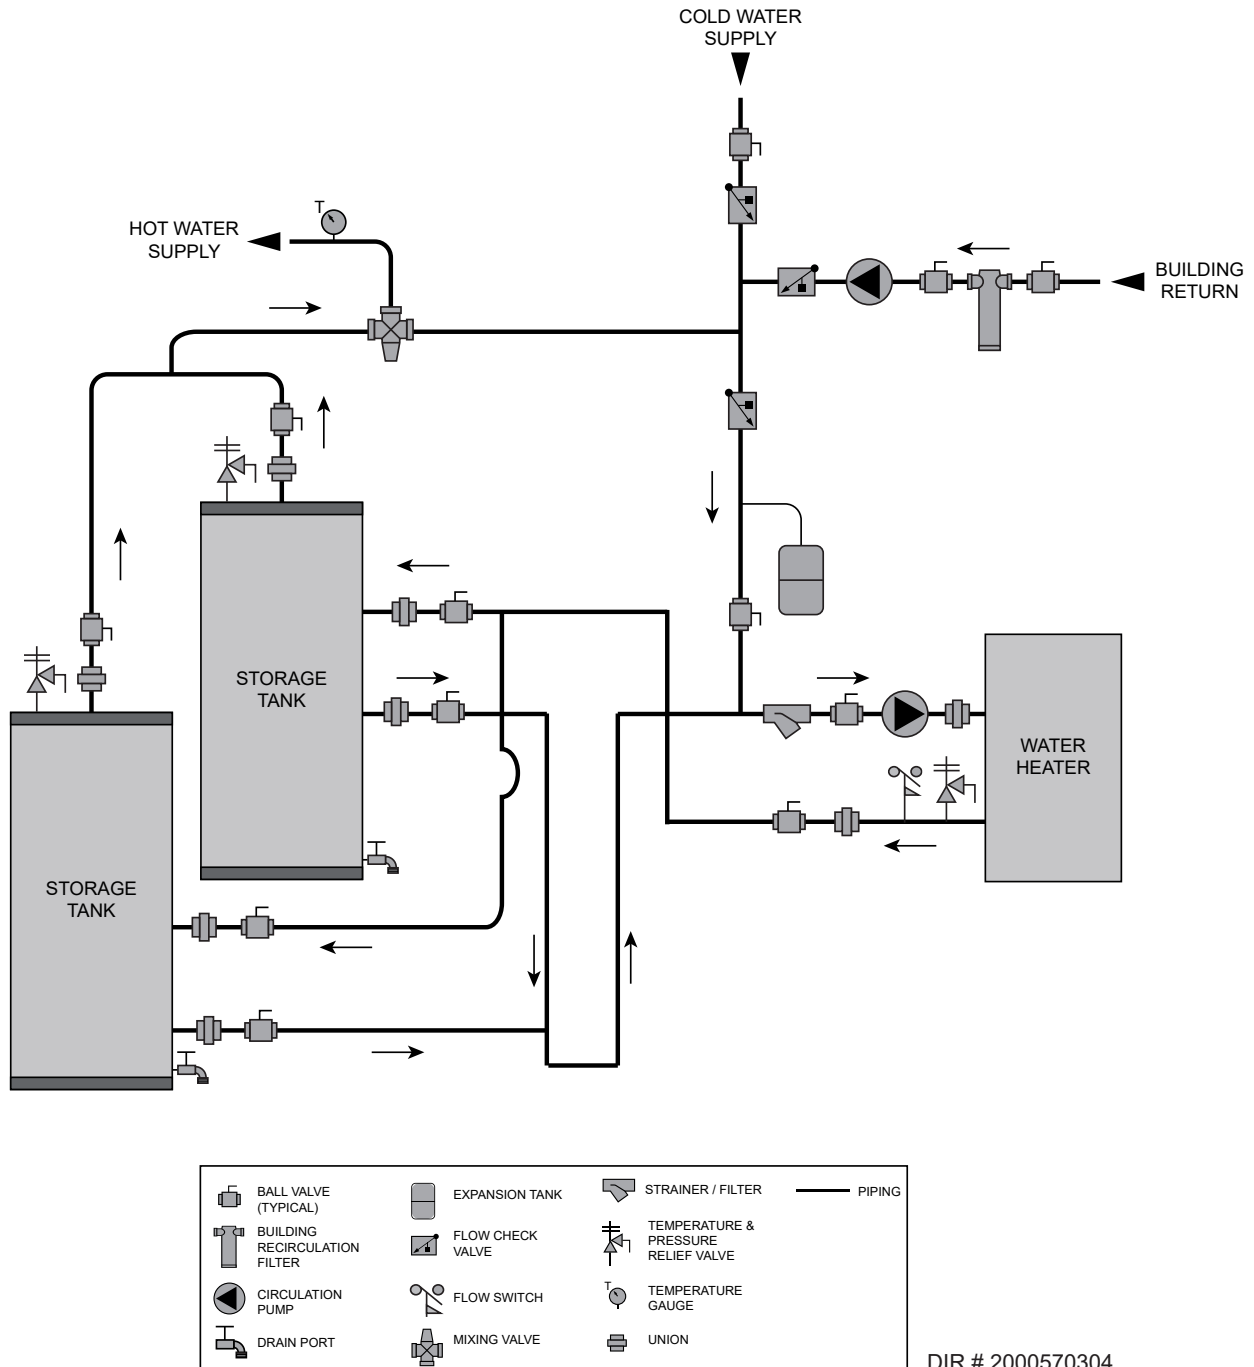 COLD WATER
SUPPLY
T
HOT WATER
SUPPLY
BUILDING
RETURN
STORAGE
TANK
WATER
HEATER
STORAGE
TANK
BALL VALVE
(TYPICAL)
BUILDING
RECIRCULATION
FILTER
CIRCULATION
PUMP
DRAIN PORT
EXPANSION TANK
FLOW CHECK
VALVE
FLOW SWITCH
MIXING VALVE
STRAINER / FILTER
TEMPERATURE &
PRESSURE
RELIEF VALVE
T
TEMPERATURE
GAUGE
UNION
PIPING
DIR # 2000570304